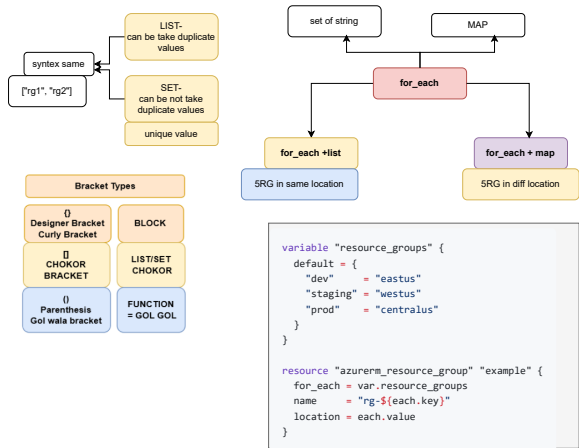 LIST-
can be take duplicate
values
syntex same
["rg1", "rg2"]
SET-
can be not take
duplicate values
unique value
set of string
MAP
for_each
for_each +list
5RG in same location
for_each + map
5RG in diff location
Bracket Types
{}
Designer Bracket
Curly Bracket
BLOCK
[]
CHOKOR
BRACKET
LIST/SET
CHOKOR
()
Parenthesis
Gol wala bracket
FUNCTION
= GOL GOL
variable "resource_groups" {
default = {
"dev" = "eastus"
"staging" = "westus"
"prod" = "centralus"
}
}
resource "azurerm_resource_group" "example" {
for_each = var.resource_groups
name = "rg-${each.key}"
location = each.value
}